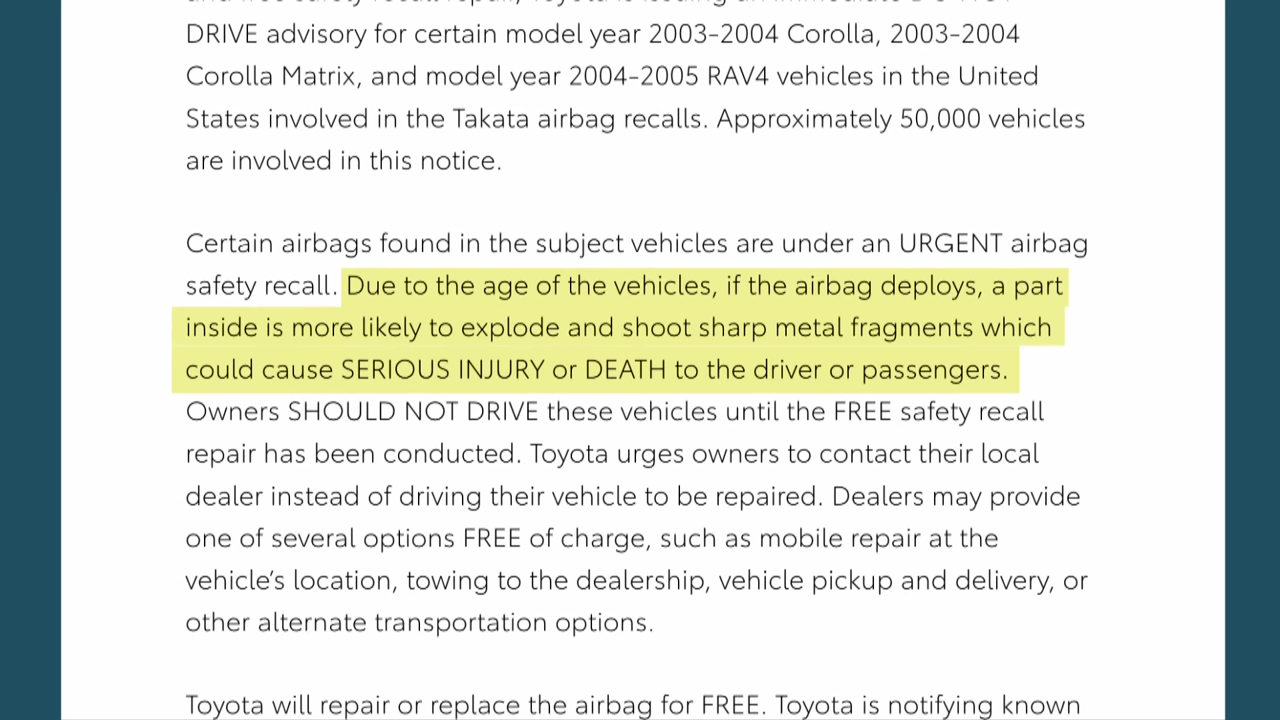 DRIVE advisory for certain model year 2003-2004 Corolla, 2003-2004
Corolla Matrix, and model year 2004-2005 RAV4 vehicles in the United
States involved in the Takata airbag recalls. Approximately 50,000 vehicles
are involved in this notice.
Certain airbags found in the subject vehicles are under an URGENT airbag
safety recall. Due to the age of the vehicles, if the airbag deploys, a part
inside is more likely to explode and shoot sharp metal fragments which
could cause SERIOUS INJURY or DEATH to the driver or passengers.
Owners SHOULD NOT DRIVE these vehicles until the FREE safety recall
repair has been conducted. Toyota urges owners to contact their local
dealer instead of driving their vehicle to be repaired. Dealers may provide
one of several options FREE of charge, such as mobile repair at the
vehicle’s location, towing to the dealership, vehicle pickup and delivery, or
other alternate transportation options.
Toyota will repair or replace the airbag for FREE. Toyota is notifying known